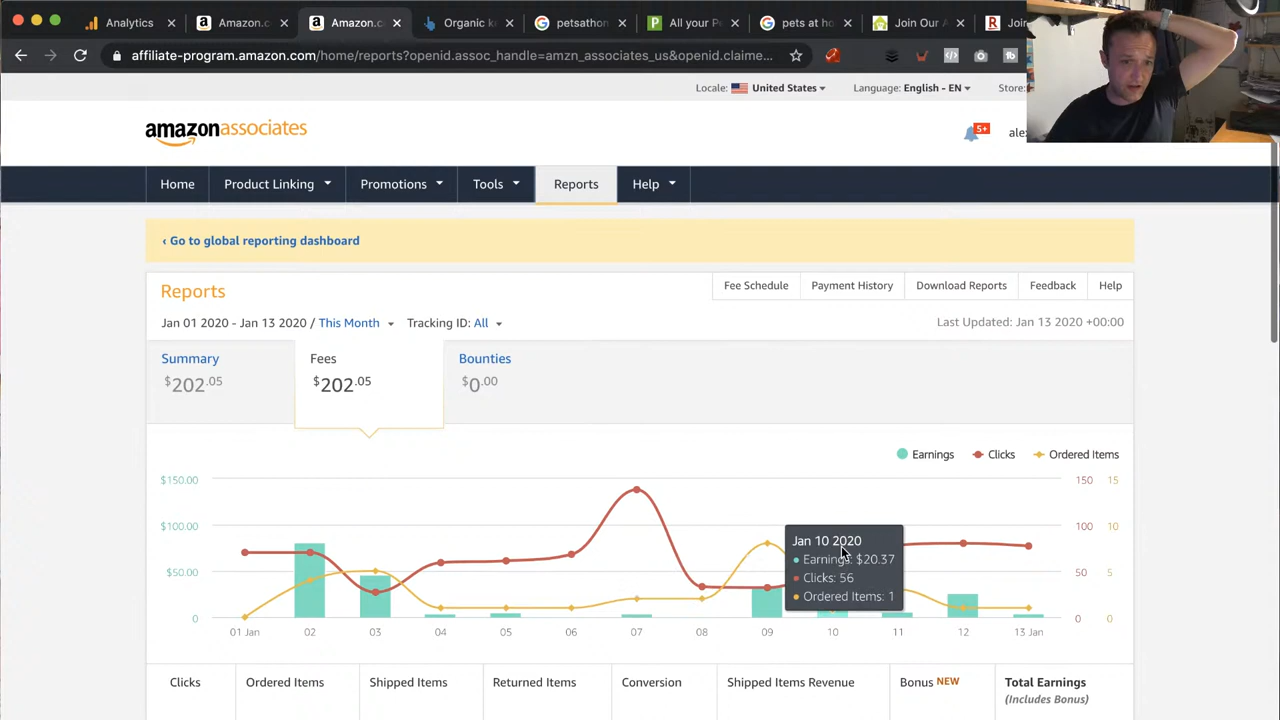 Analytics
Amazon.c
Amazon.c
Organic k
petsathon
All your P
pets at ho
Join Our A
Joi
affiliate-program.amazon.com/home/reports?openid.assoc_handle=amzn_associates_us&openid.claime...
Locale: United States
Language: English - EN
Store:
amazonassociates
5+
alex
Home
Product Linking
Promotions
Tools
Reports
Help
‹ Go to global reporting dashboard
Reports
Fee Schedule
Payment History
Download Reports
Feedback
Help
Jan 01 2020 - Jan 13 2020 / This Month
Tracking ID: All
Last Updated: Jan 13 2020 +00:00
Summary
$202.05
Fees
$202.05
Bounties
$0.00
Earnings
Clicks
Ordered Items
$150.00
$100.00
$50.00
0
150 15
100 10
50 5
0 0
Jan 10 2020
Earnings: $20.37
Clicks: 56
Ordered Items: 1
01 Jan 02 03 04 05 06 07 08 09 10 11 12 13 Jan
Clicks
Ordered Items
Shipped Items
Returned Items
Conversion
Shipped Items Revenue
Bonus NEW
Total Earnings
(Includes Bonus)